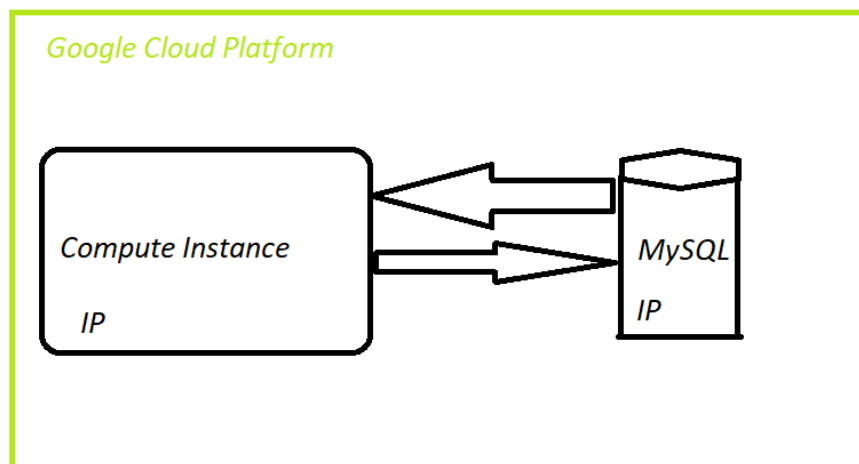 Google Cloud Platform
Compute Instance
IP
MySQL
IP